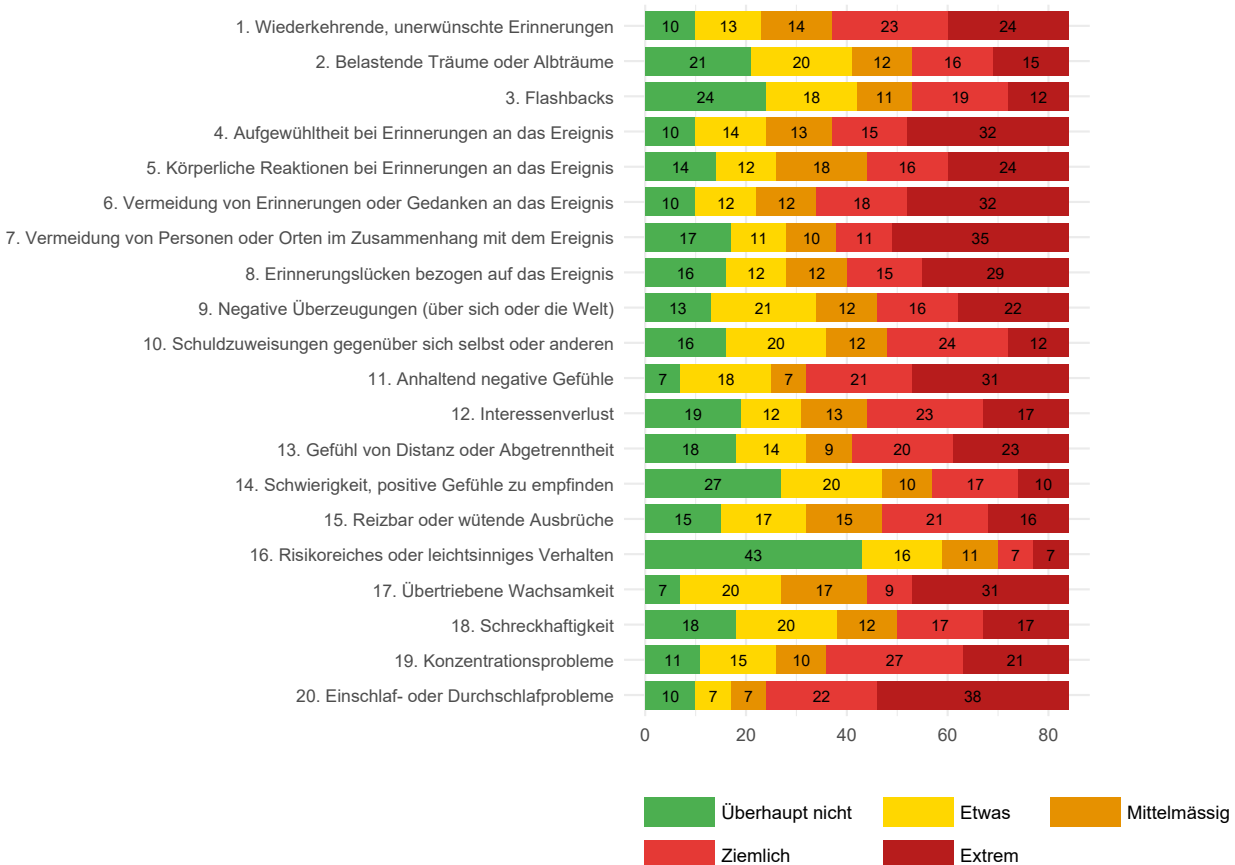 1. Wiederkehrende, unerwünschte Erinnerungen 10 13 14 23 24
2. Belastende Träume oder Albträume 21 20 12 16 15
3. Flashbacks 24 18 11 19 12
4. Aufgewühltheit bei Erinnerungen an das Ereignis 10 14 13 15 32
5. Körperliche Reaktionen bei Erinnerungen an das Ereignis 14 12 18 16 24
6. Vermeidung von Erinnerungen oder Gedanken an das Ereignis 10 12 12 18 32
7. Vermeidung von Personen oder Orten im Zusammenhang mit dem Ereignis 17 11 10 11 35
8. Erinnerungslücken bezogen auf das Ereignis 16 12 12 15 29
9. Negative Überzeugungen (über sich oder die Welt) 13 21 12 16 22
10. Schuldzuweisungen gegenüber sich selbst oder anderen 16 20 12 24 12
11. Anhaltend negative Gefühle 7 18 7 21 31
12. Interessenverlust 19 12 13 23 17
13. Gefühl von Distanz oder Abgetrenntheit 18 14 9 20 23
14. Schwierigkeit, positive Gefühle zu empfinden 27 20 10 17 10
15. Reizbar oder wütende Ausbrüche 15 17 15 21 16
16. Risikoreiches oder leichtsinniges Verhalten 43 16 11 7 7
17. Übertriebene Wachsamkeit 7 20 17 9 31
18. Schreckhaftigkeit 18 20 12 17 17
19. Konzentrationsprobleme 11 15 10 27 21
20. Einschlaf- oder Durchschlafprobleme 10 7 7 22 38
0 20 40 60 80
Überhaupt nicht Etwas Mittelmässig
Ziemlich Extrem